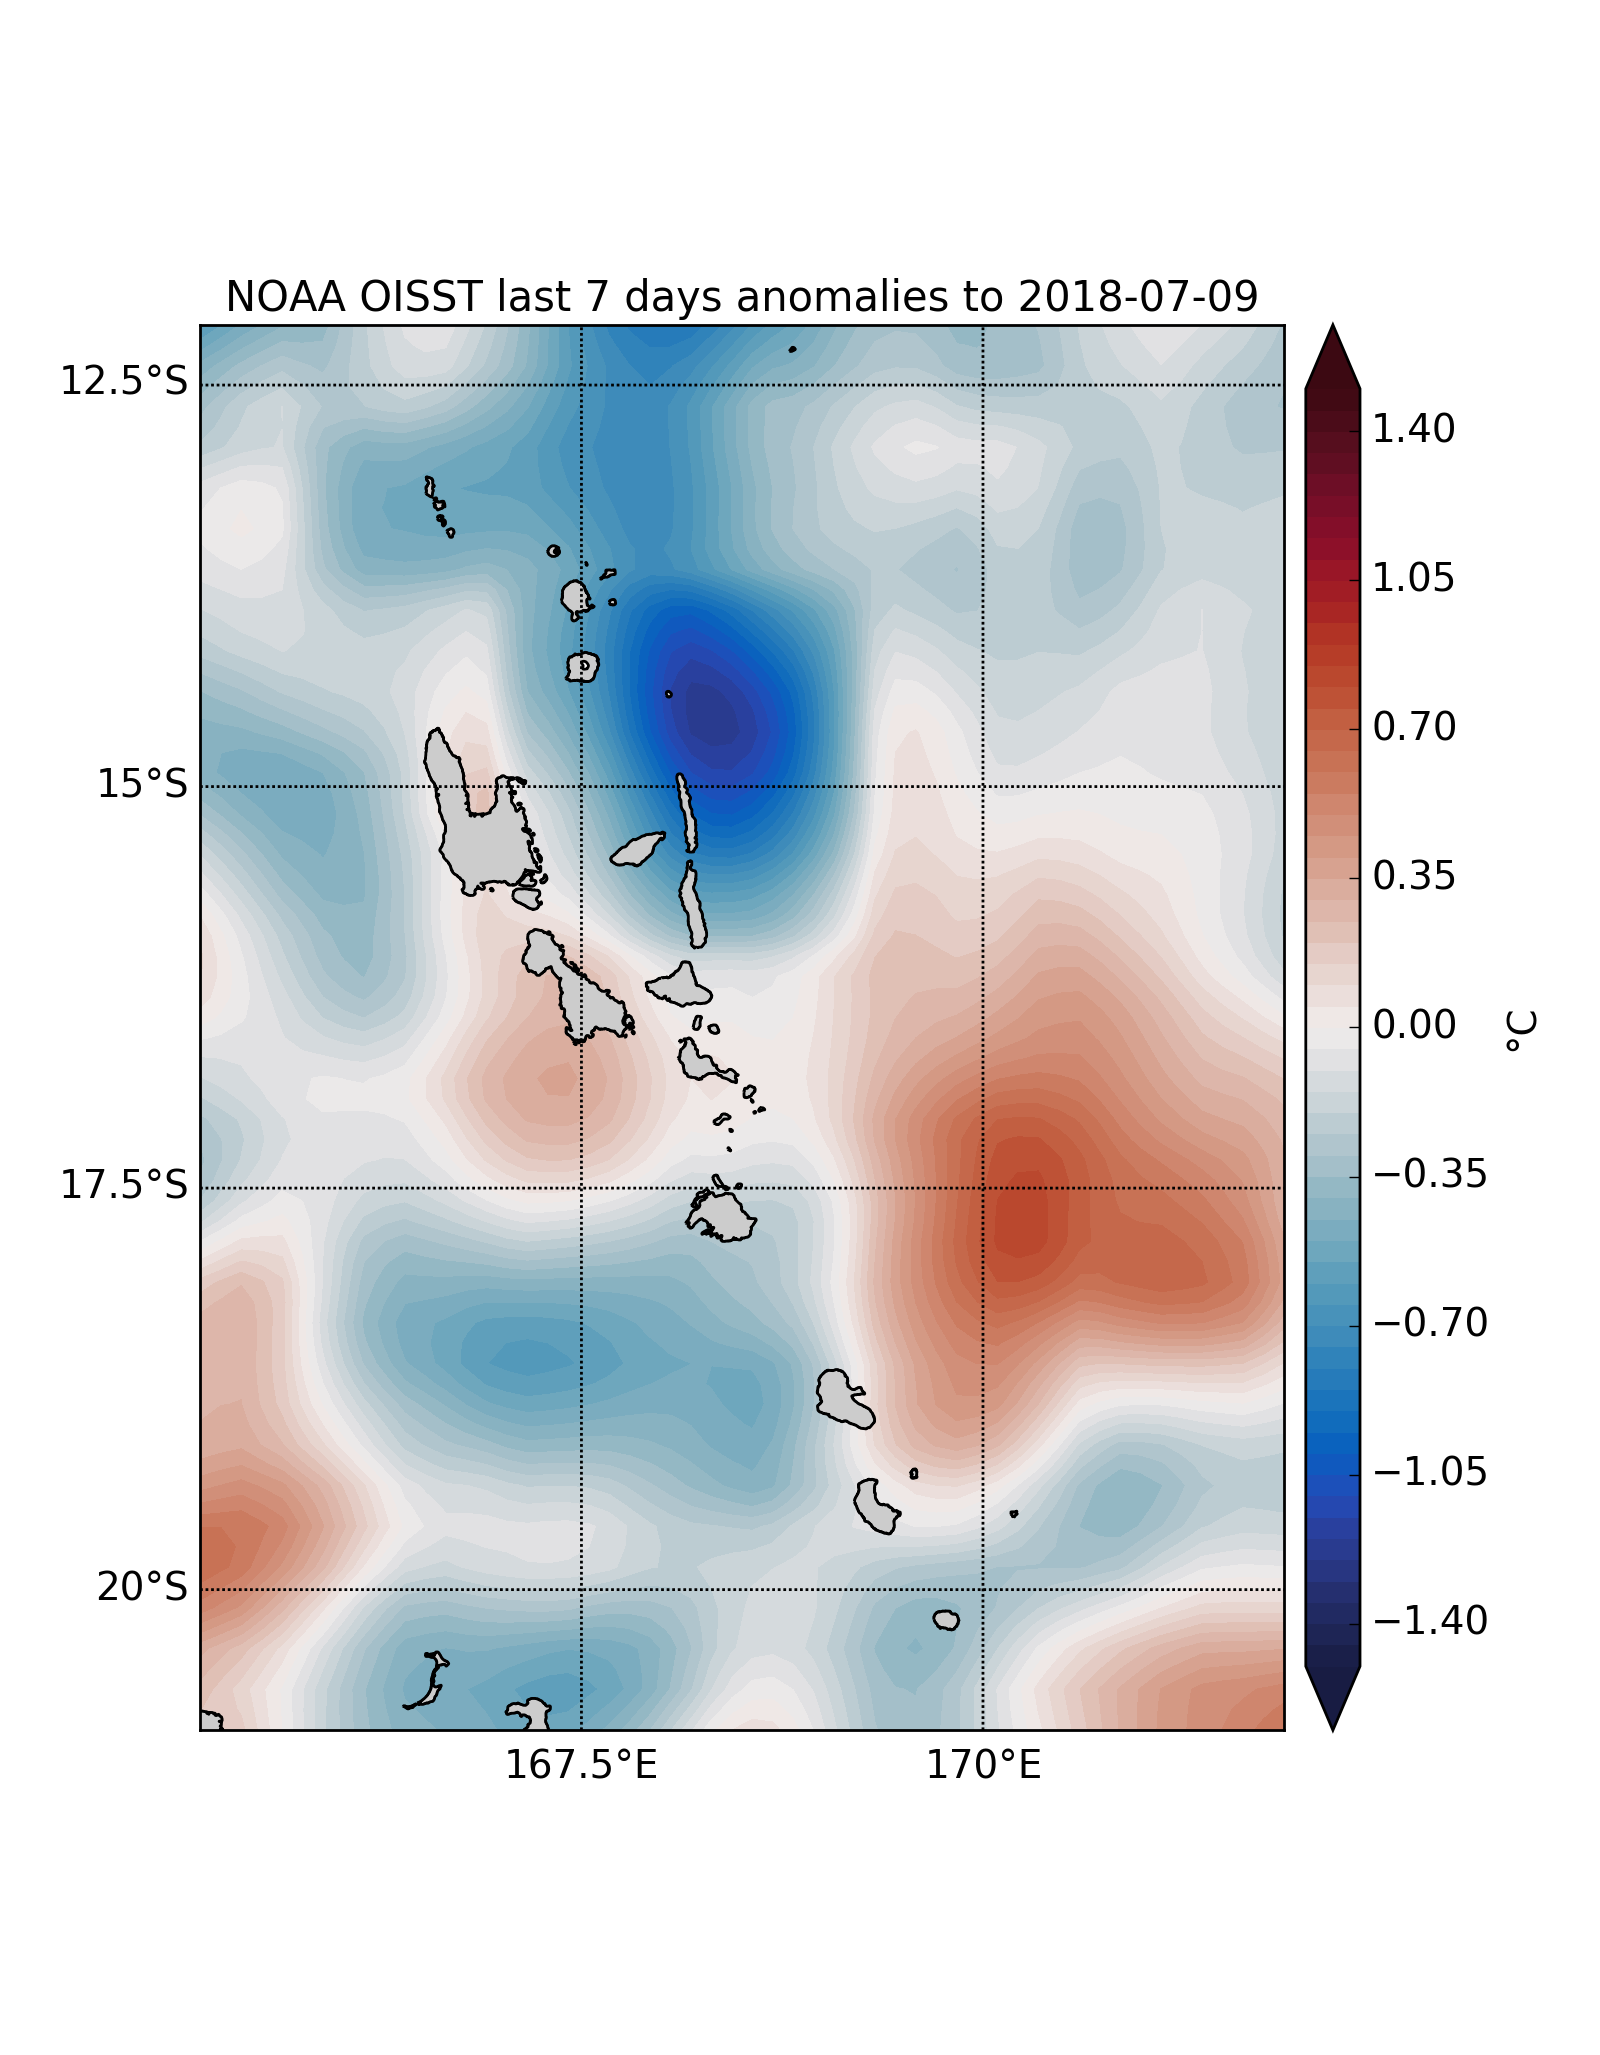 NOAA OISST last 7 days anomalies to 2018-07-09
12.5°S
15°S
17.5°S
20°S
167.5°E
170°E
1.40
1.05
0.70
0.35
0.00
−0.35
−0.70
−1.05
−1.40
°C